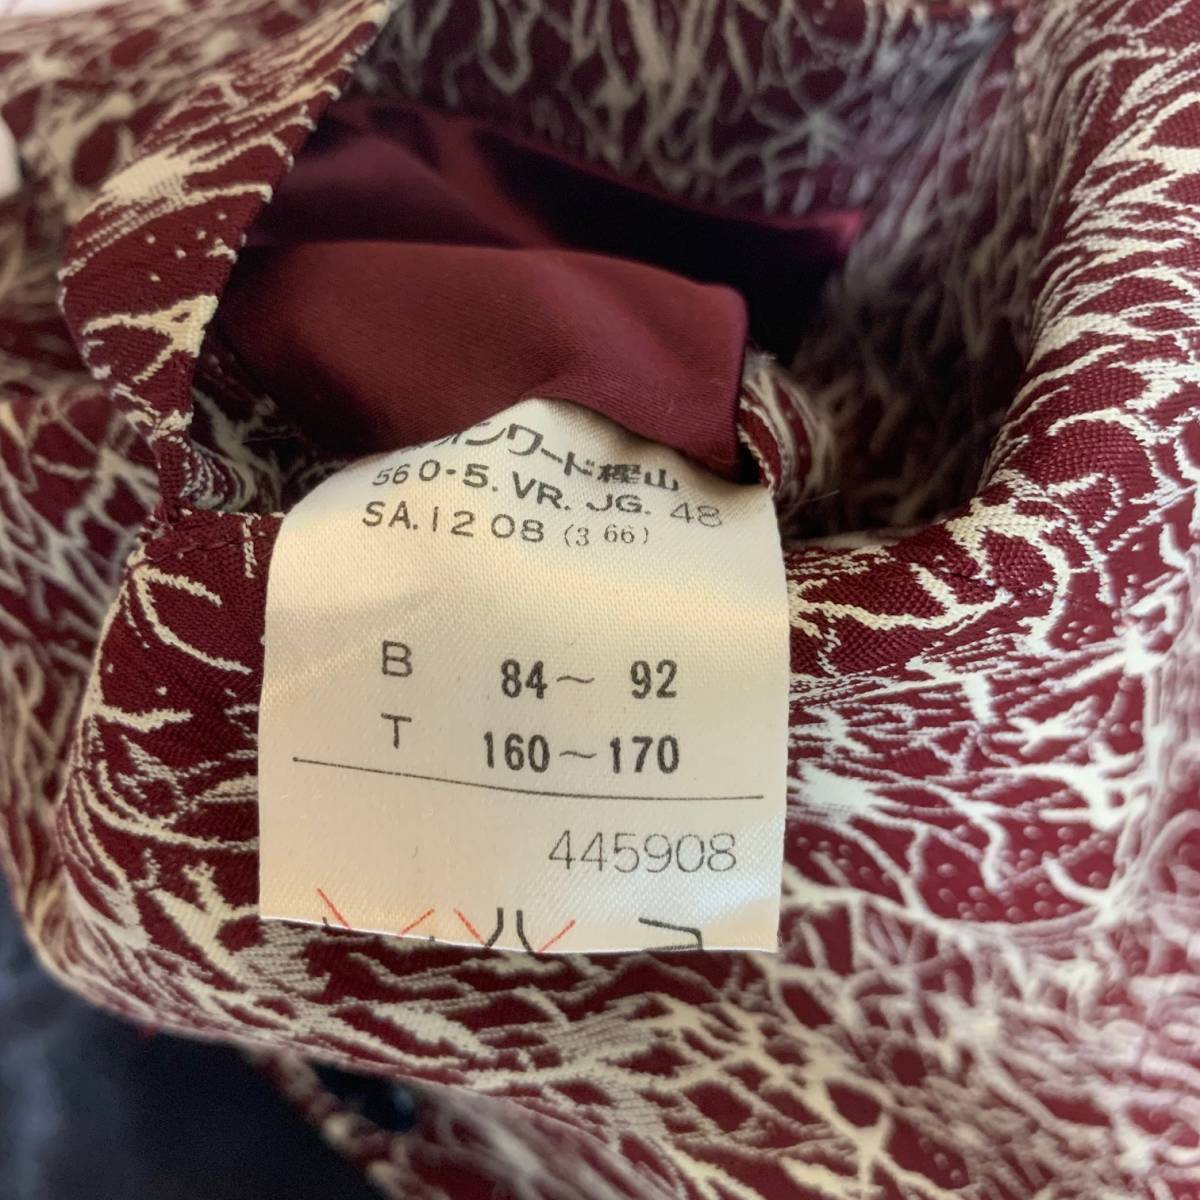 オンワード樫山
560-5. VR. JG. 48
SA. 1208 (3 66)
B 84～ 92
T 160～170
445908